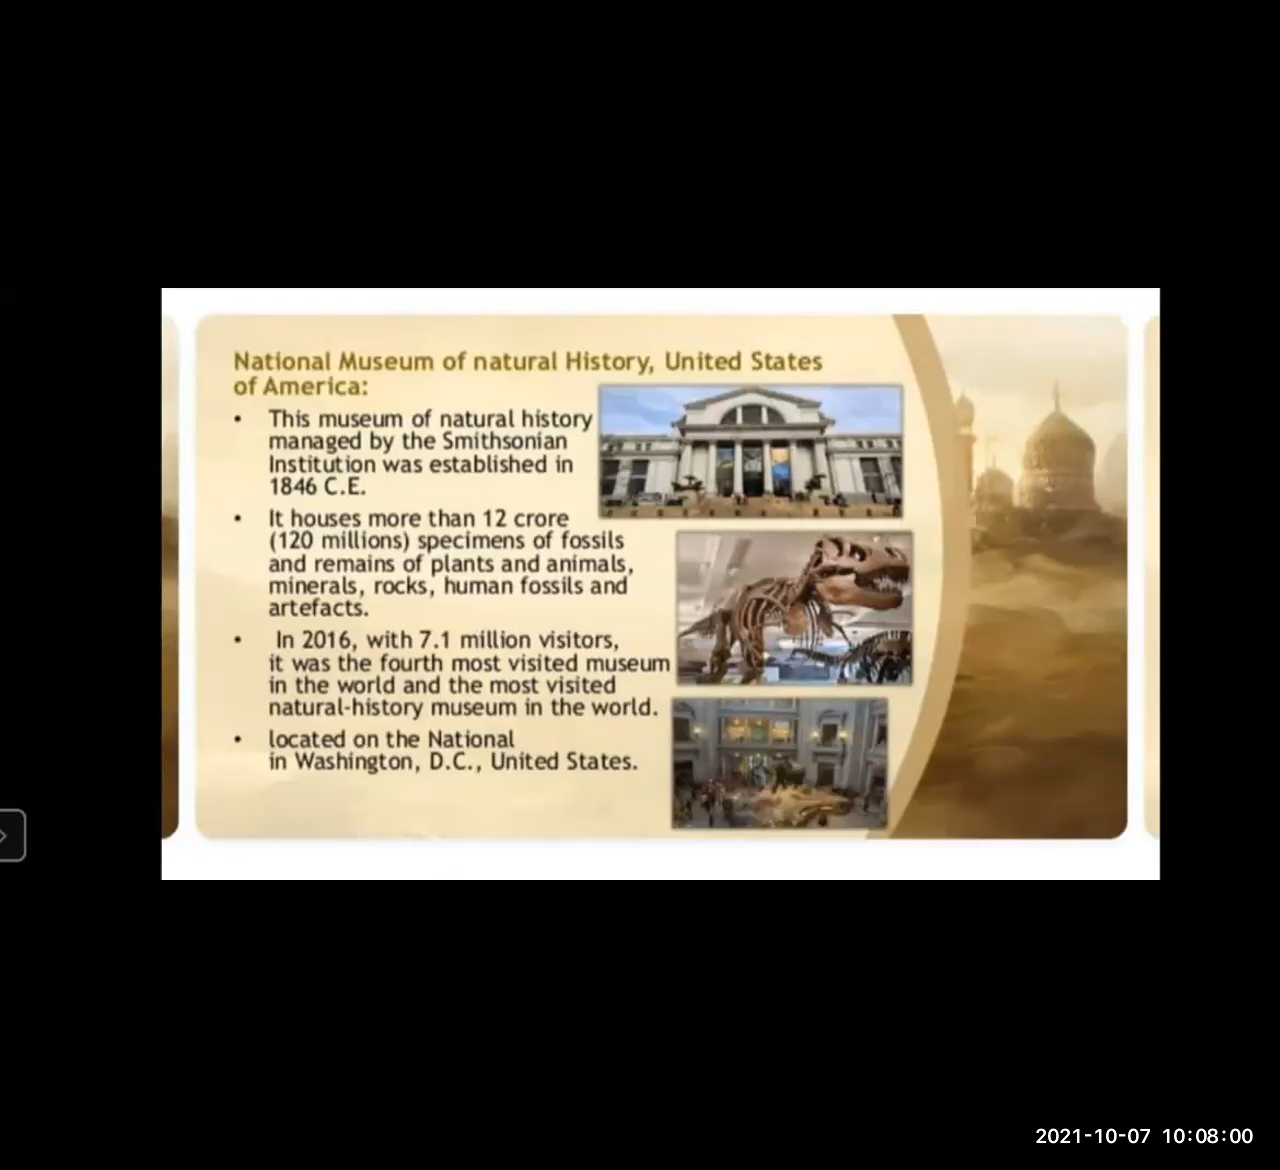 National Museum of natural History, United States
of America:
• This museum of natural history
managed by the Smithsonian
Institution was established in
1846 C.E.
• It houses more than 12 crore
(120 millions) specimens of fossils
and remains of plants and animals,
minerals, rocks, human fossils and
artefacts.
• In 2016, with 7.1 million visitors,
it was the fourth most visited museum
in the world and the most visited
natural-history museum in the world.
• located on the National
in Washington, D.C., United States.
2021-10-07 10:08:00